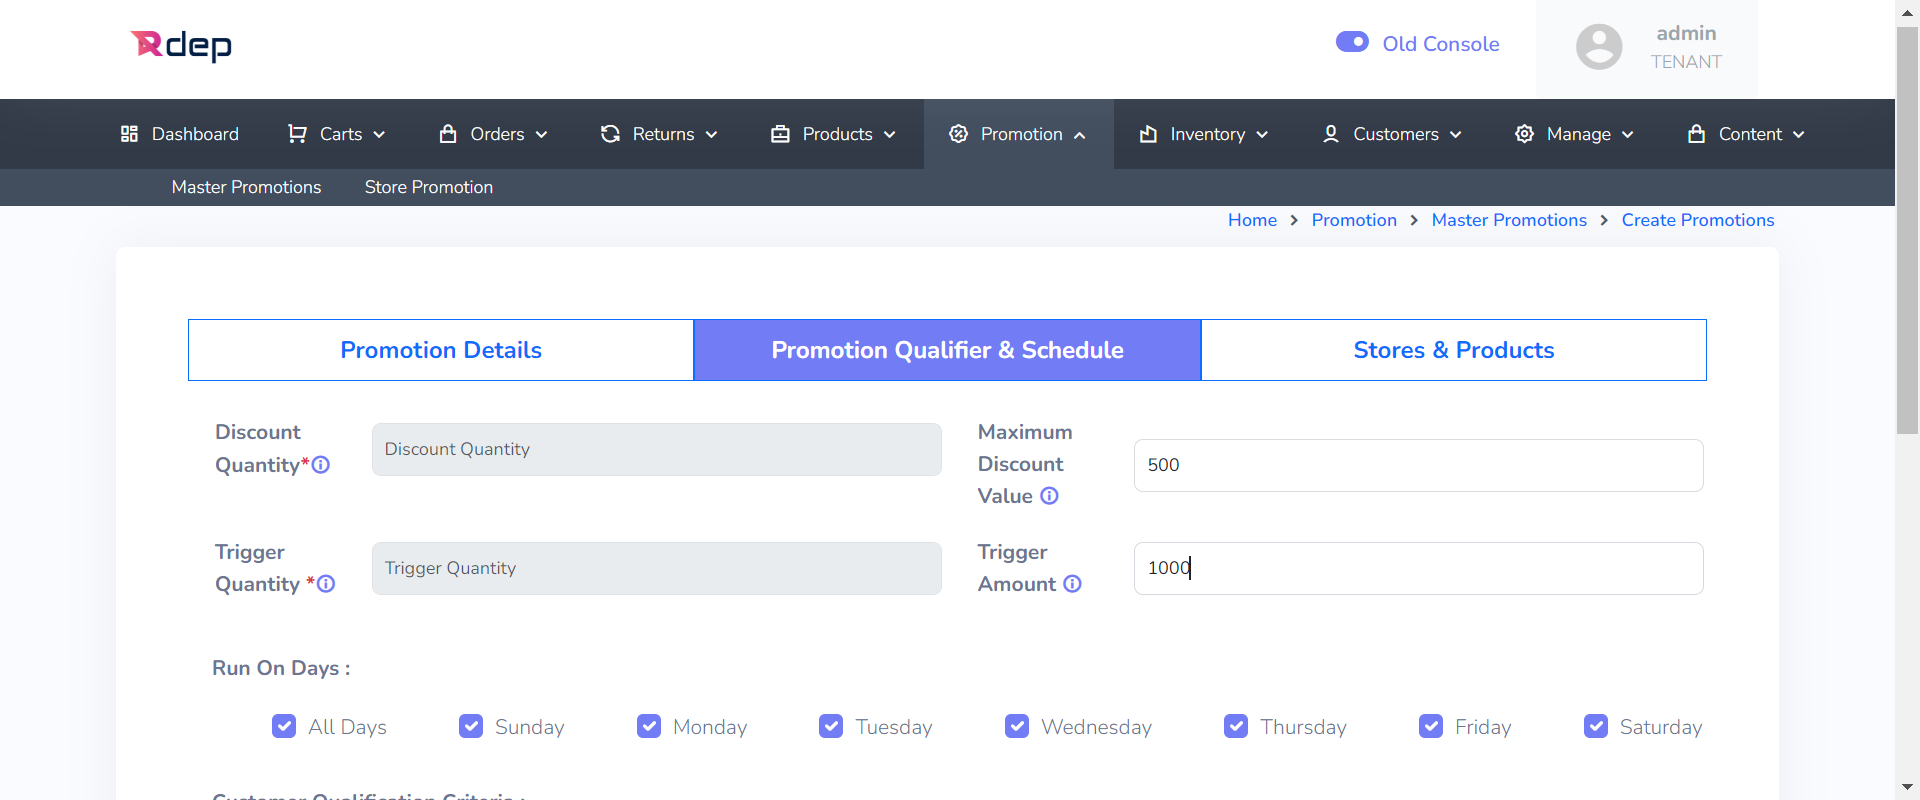 Rdep
Old Console
admin
TENANT
Dashboard Carts Orders Returns Products Promotion Inventory Customers Manage Content
Master Promotions Store Promotion
Home > Promotion > Master Promotions > Create Promotions
Promotion Details Promotion Qualifier & Schedule Stores & Products
Discount
Quantity*
Discount Quantity
Maximum
Discount
Value
500
Trigger
Quantity *
Trigger Quantity
Trigger
Amount
1000
Run On Days :
All Days Sunday Monday Tuesday Wednesday Thursday Friday Saturday
Customer Qualification Criteria :